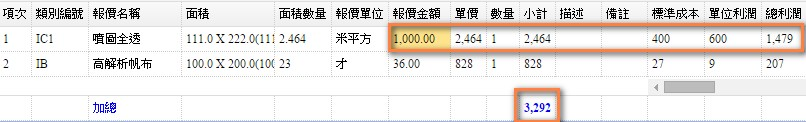 項次 類別編號 報價名稱 面積 面積數量 報價單位 報價金額 單價 數量 小計 描述 備註 標準成本 單位利潤 總利潤
1 IC1 噴圖全透 111.0 X 222.0(111 2.464 米平方 1,000.00 2,464 1 2,464 400 600 1,479
2 IB 高解析帆布 100.0 X 200.0(100 23 才 36.00 828 1 828 27 9 207
加總 3,292